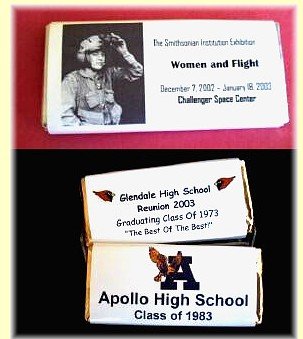 The Smithsonian Institution Exhibition
Women and Flight
December 7, 2002 - January 18, 2003
Challenger Space Center
Glendale High School
Reunion 2003
Graduating Class Of 1973
"The Best Of The Best!"
A
Apollo High School
Class of 1983